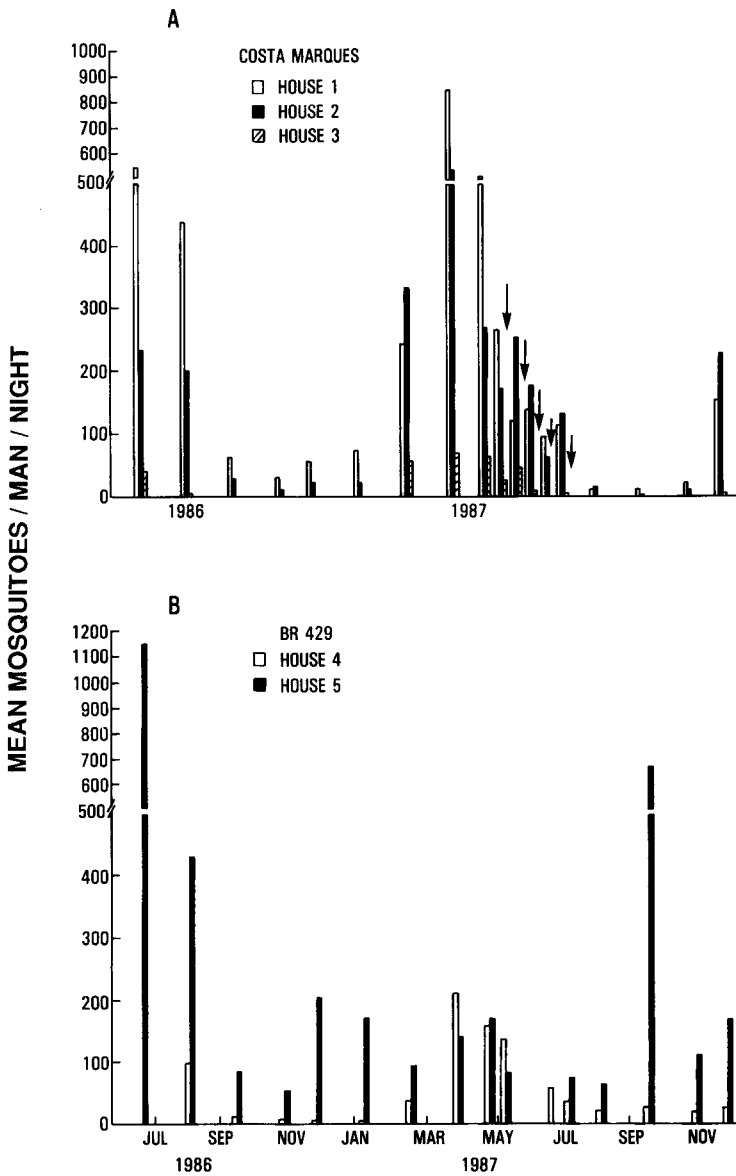 A
COSTA MARQUES
HOUSE 1
HOUSE 2
HOUSE 3
1000
900
800
700
600
500
400
300
200
100
0
1986
1987
MEAN MOSQUITOES / MAN / NIGHT
B
BR 429
HOUSE 4
HOUSE 5
1200
1100
1000
900
800
700
600
500
400
300
200
100
0
JUL SEP NOV JAN MAR MAY JUL SEP NOV
1986 1987